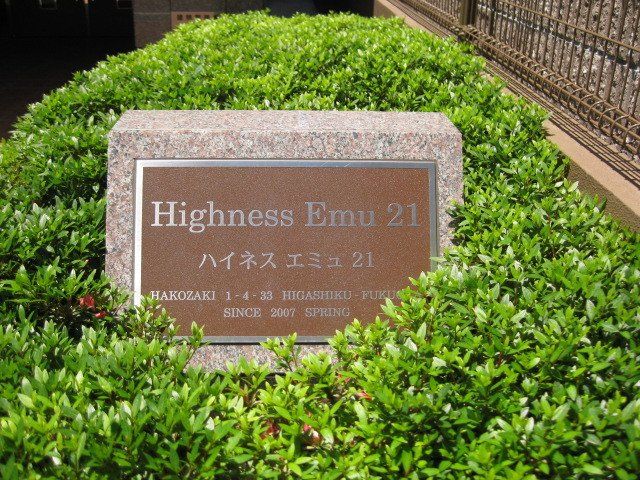 Highness Emu 21
ハイネス エミュ 21
HAKOZAKI 1-4-33 HIGASHIKU-
SINCE 2007 SPRING